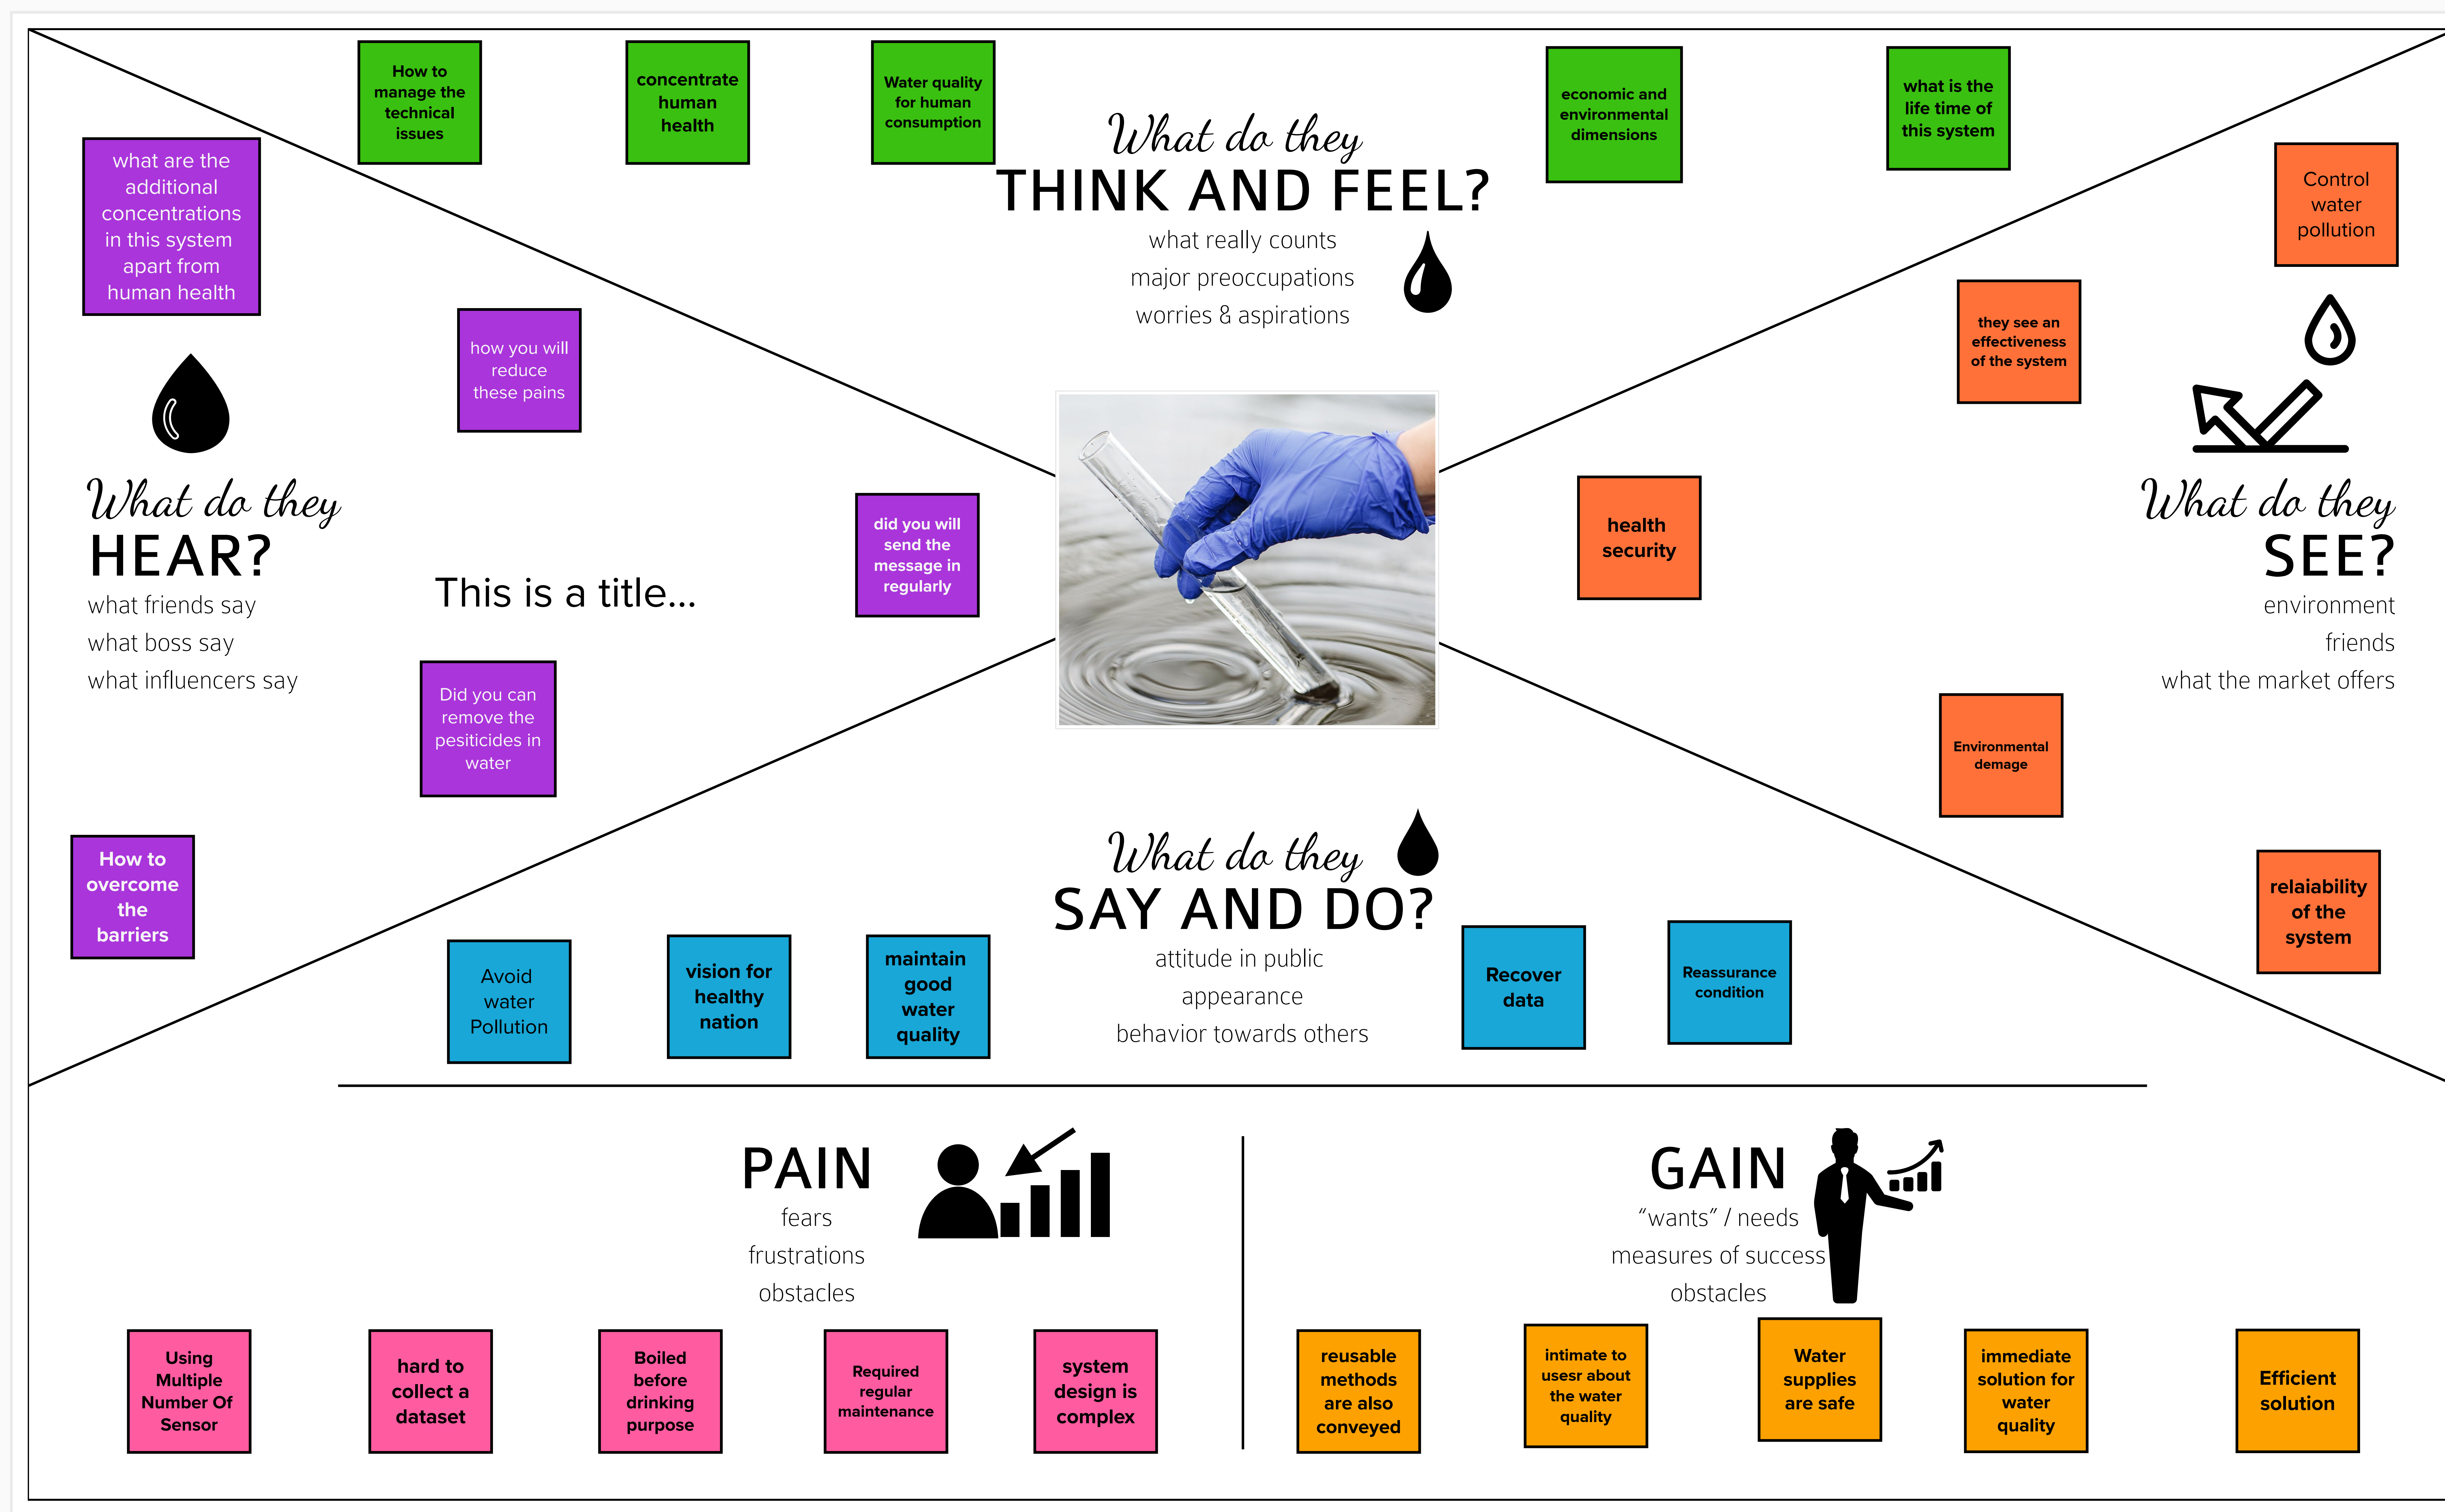 How to
manage the
technical
issues
concentrate
human
health
Water quality
for human
consumption
What do they
THINK AND FEEL?
what really counts
major preoccupations
worries & aspirations
economic and
environmental
dimensions
what is the
life time of
this system
what are the
additional
concentrations
in this system
apart from
human health
how you will
reduce
these pains
What do they
HEAR?
what friends say
what boss say
what influencers say
This is a title...
did you will
send the
message in
regularly
Did you can
remove the
pesiticides in
water
How to
overcome
the
barriers
Control
water
pollution
they see an
effectiveness
of the system
health
security
What do they
SEE?
environment
friends
what the market offers
Environmental
demage
relaiability
of the
system
What do they
SAY AND DO?
attitude in public
appearance
behavior towards others
Avoid
water
Pollution
vision for
healthy
nation
maintain
good
water
quality
Recover
data
Reassurance
condition
PAIN
fears
frustrations
obstacles
Using
Multiple
Number Of
Sensor
hard to
collect a
dataset
Boiled
before
drinking
purpose
Required
regular
maintenance
system
design is
complex
GAIN
“wants” / needs
measures of success
obstacles
reusable
methods
are also
conveyed
intimate to
usesr about
the water
quality
Water
supplies
are safe
immediate
solution for
water
quality
Efficient
solution